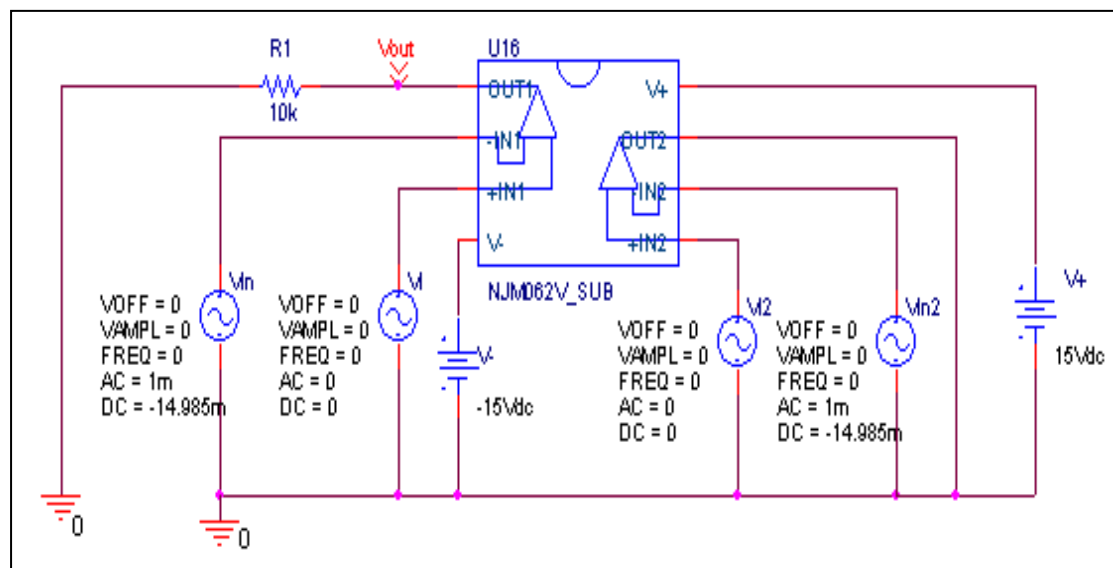 R1
10k
Vout
U16
OUT1
-IN1
+IN1
V-
V+
OUT2
-IN2
+IN2
NJM062V_SUB
Vin
VOFF = 0
VAMPL = 0
FREQ = 0
AC = 1m
DC = -14.985m
VOFF = 0
VAMPL = 0
FREQ = 0
AC = 0
DC = 0
V-
-15Vdc
VI2
VOFF = 0
VAMPL = 0
FREQ = 0
AC = 0
DC = 0
Vin2
VOFF = 0
VAMPL = 0
FREQ = 0
AC = 1m
DC = -14.985m
V+
15Vdc
0
0